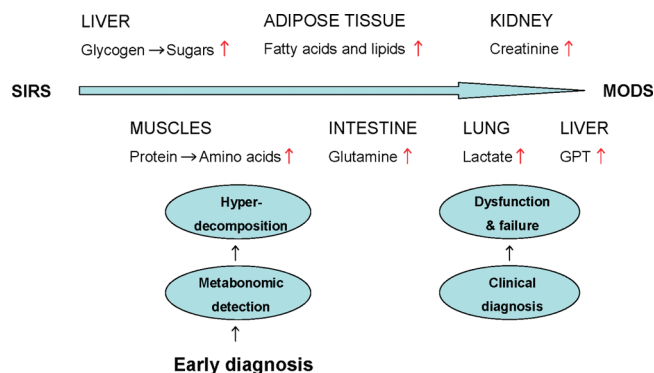 LIVER ADIPOSE TISSUE KIDNEY
Glycogen → Sugars ↑ Fatty acids and lipids ↑ Creatinine ↑
SIRS MODS
MUSCLES INTESTINE LUNG LIVER
Protein → Amino acids ↑ Glutamine ↑ Lactate ↑ GPT ↑
Hyper- Dysfunction
decomposition & failure
↑ ↑
Metabonomic Clinical
detection diagnosis
↑
Early diagnosis